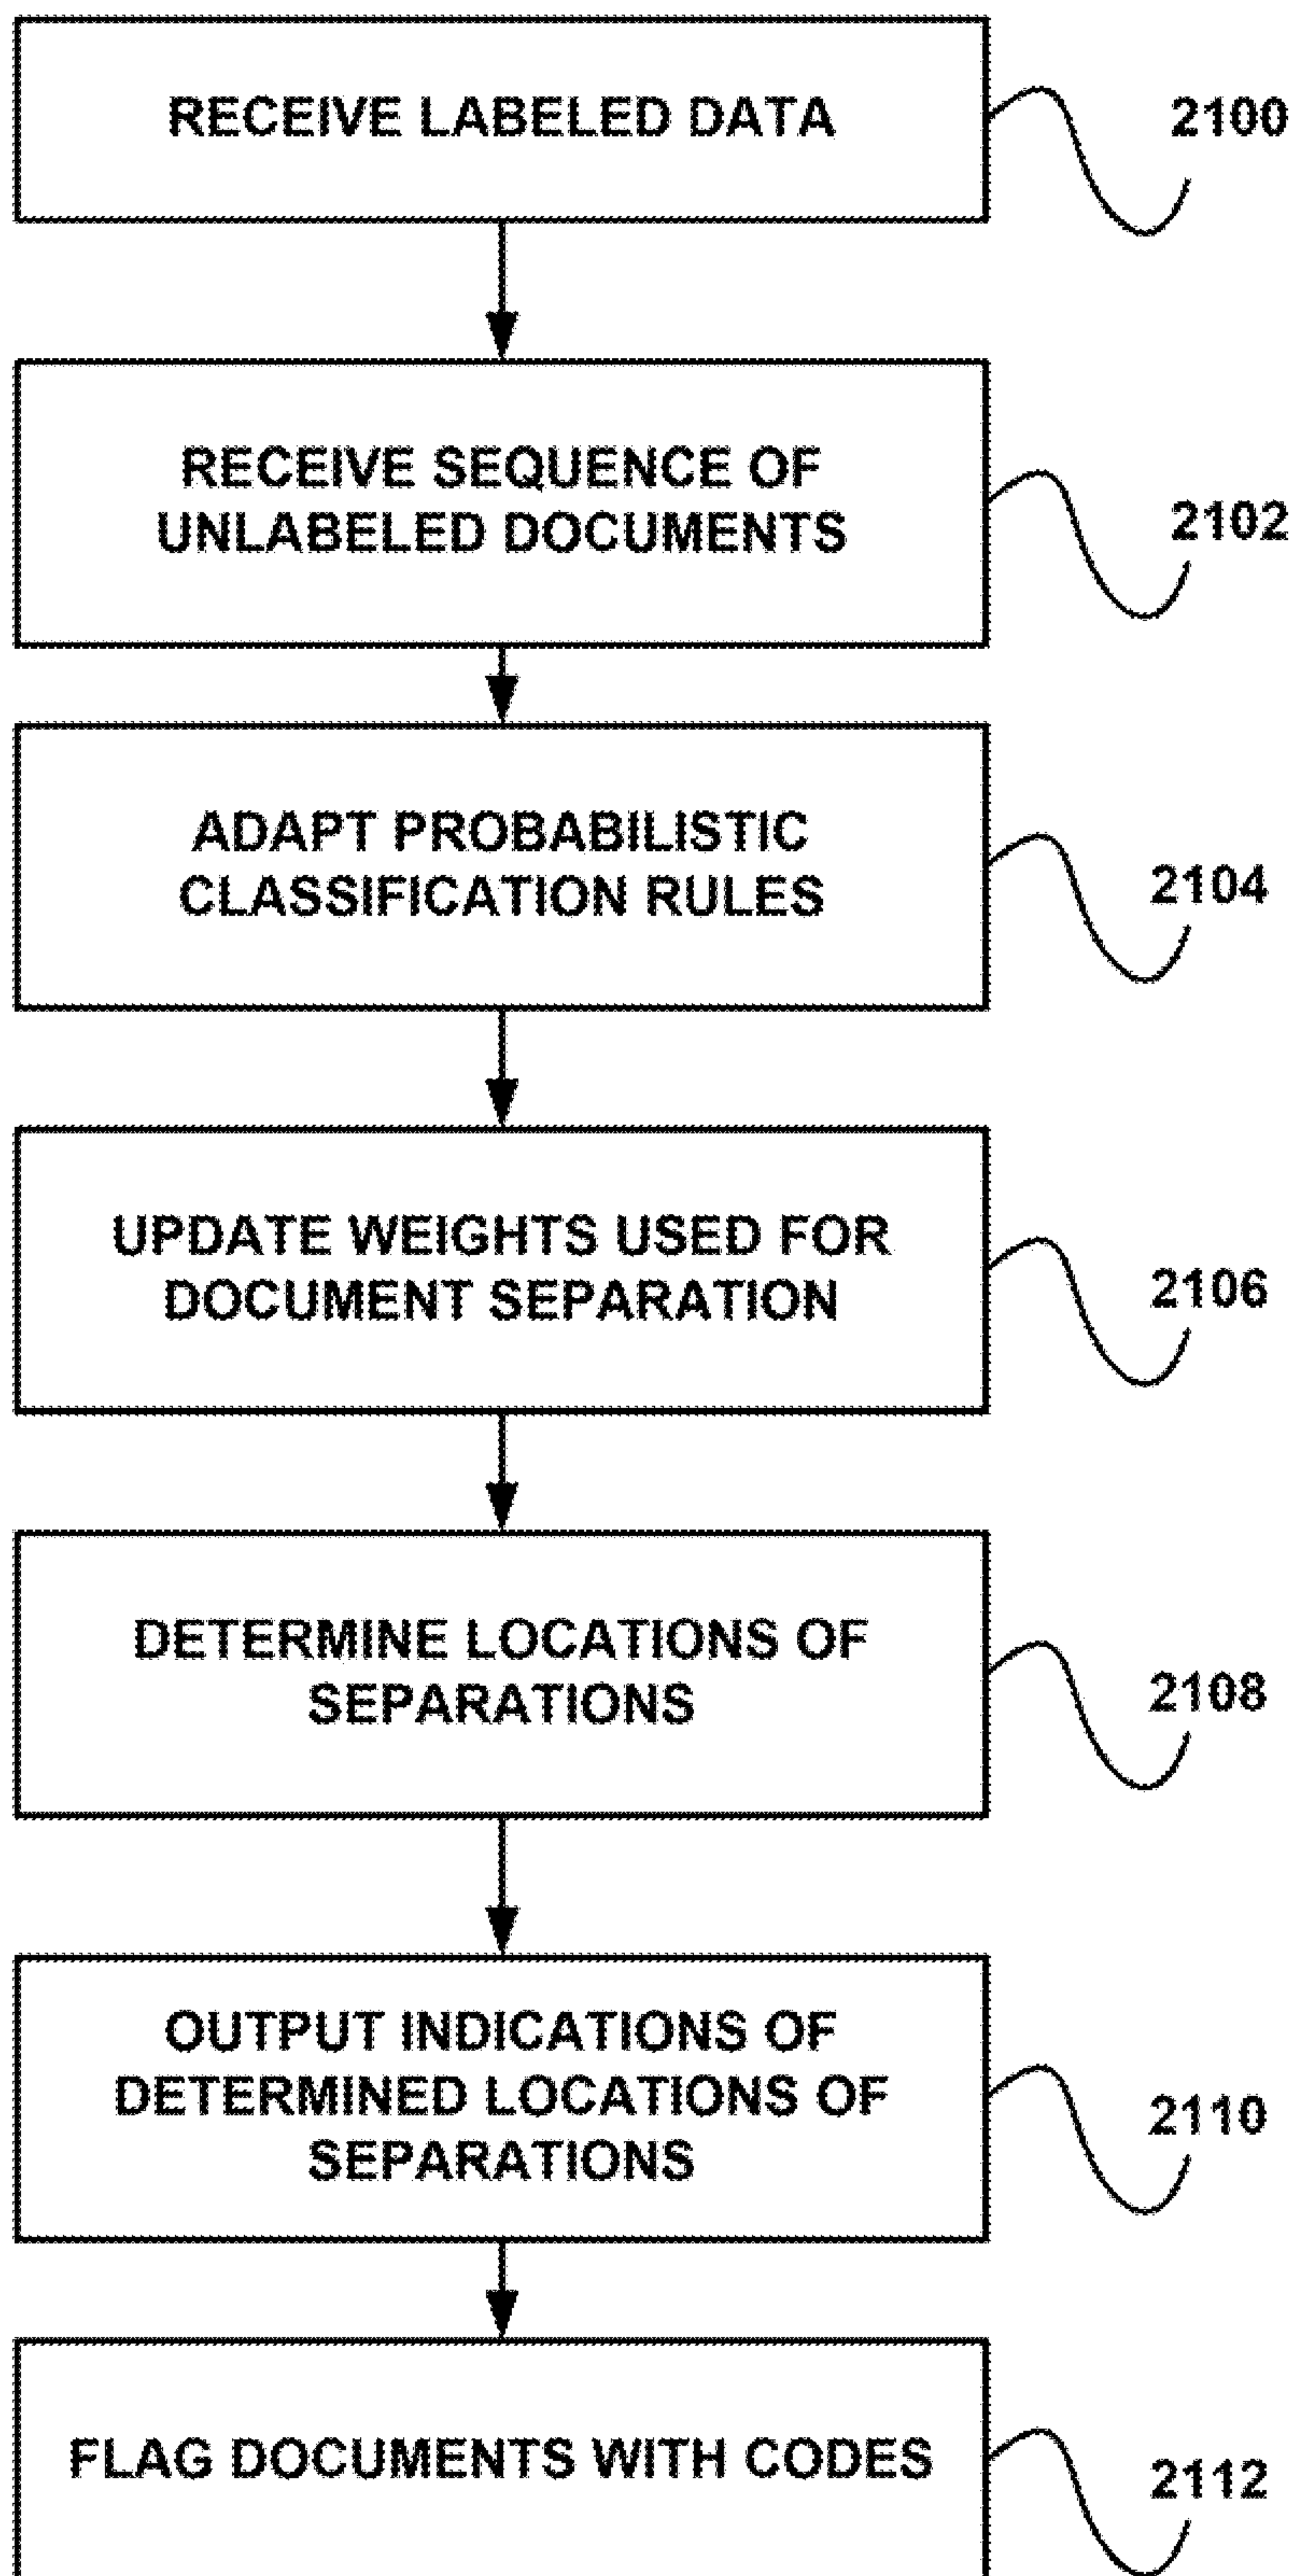 RECEIVE LABELED DATA
2100
RECEIVE SEQUENCE OF
UNLABELED DOCUMENTS
2102
ADAPT PROBABILISTIC
CLASSIFICATION RULES
2104
UPDATE WEIGHTS USED FOR
DOCUMENT SEPARATION
2106
DETERMINE LOCATIONS OF
SEPARATIONS
2108
OUTPUT INDICATIONS OF
DETERMINED LOCATIONS OF
SEPARATIONS
2110
FLAG DOCUMENTS WITH CODES
2112